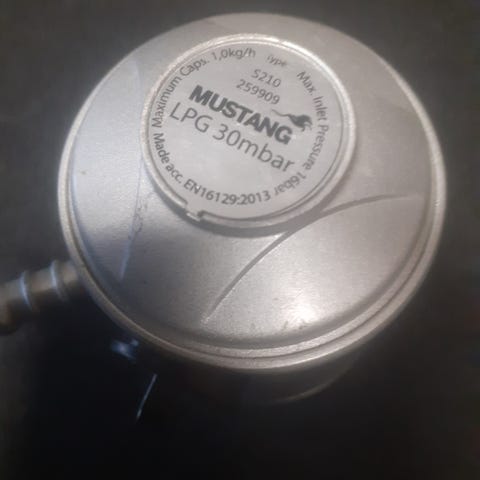 Made acc. EN16129:2013
Maximum Caps. 1,0kg/h
Type
S210
259909
Max. Inlet Pressure 16bar
MUSTANG
LPG 30mbar